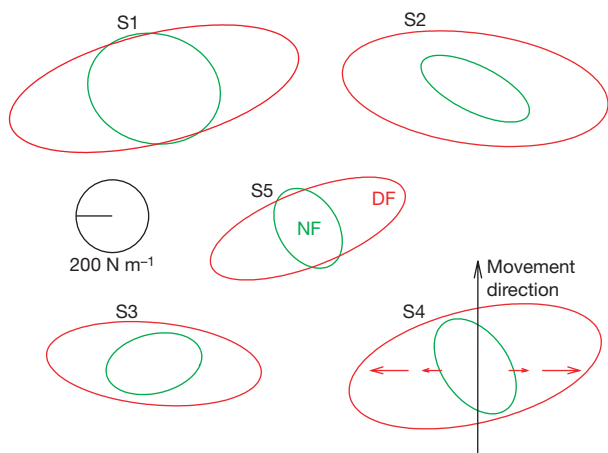 S1
S2
S5
DF
NF
200 N m⁻¹
Movement
direction
S3
S4